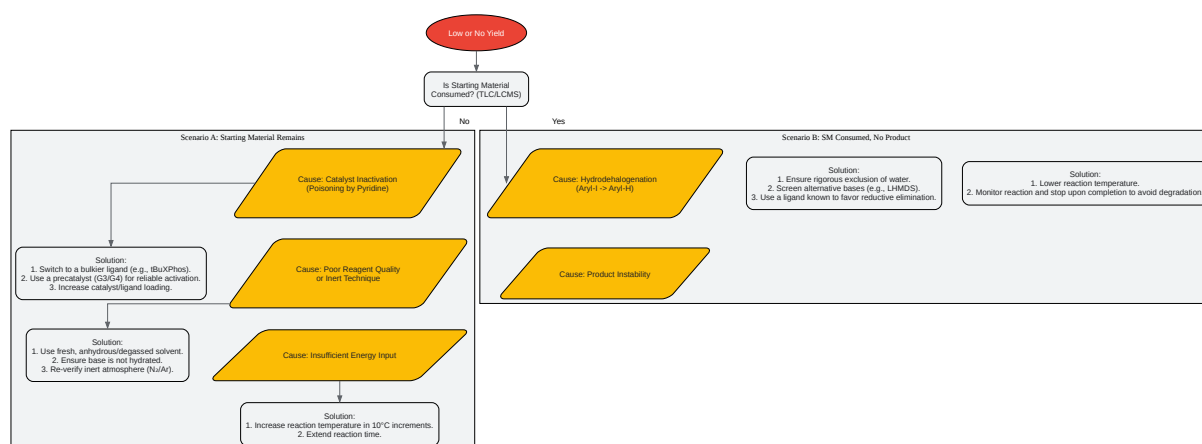 Low or No Yield
Is Starting Material
Consumed? (TLC/LCMS)
No
Yes
Scenario A: Starting Material Remains
Cause: Catalyst Inactivation
(Poisoning by Pyridine)
Solution:
1. Switch to a bulkier ligand (e.g., tBuXPhos).
2. Use a precatalyst (G3/G4) for reliable activation.
3. Increase catalyst/ligand loading.
Cause: Poor Reagent Quality
or Inert Technique
Solution:
1. Use fresh, anhydrous/degassed solvent.
2. Ensure base is not hydrated.
3. Re-verify inert atmosphere (N₂/Ar).
Cause: Insufficient Energy Input
Solution:
1. Increase reaction temperature in 10°C increments.
2. Extend reaction time.
Scenario B: SM Consumed, No Product
Cause: Hydrodehalogenation
(Aryl-I -> Aryl-H)
Solution:
1. Ensure rigorous exclusion of water.
2. Screen alternative bases (e.g., LHMDS).
3. Use a ligand known to favor reductive elimination.
Solution:
1. Lower reaction temperature.
2. Monitor reaction and stop upon completion to avoid degradation
Cause: Product Instability